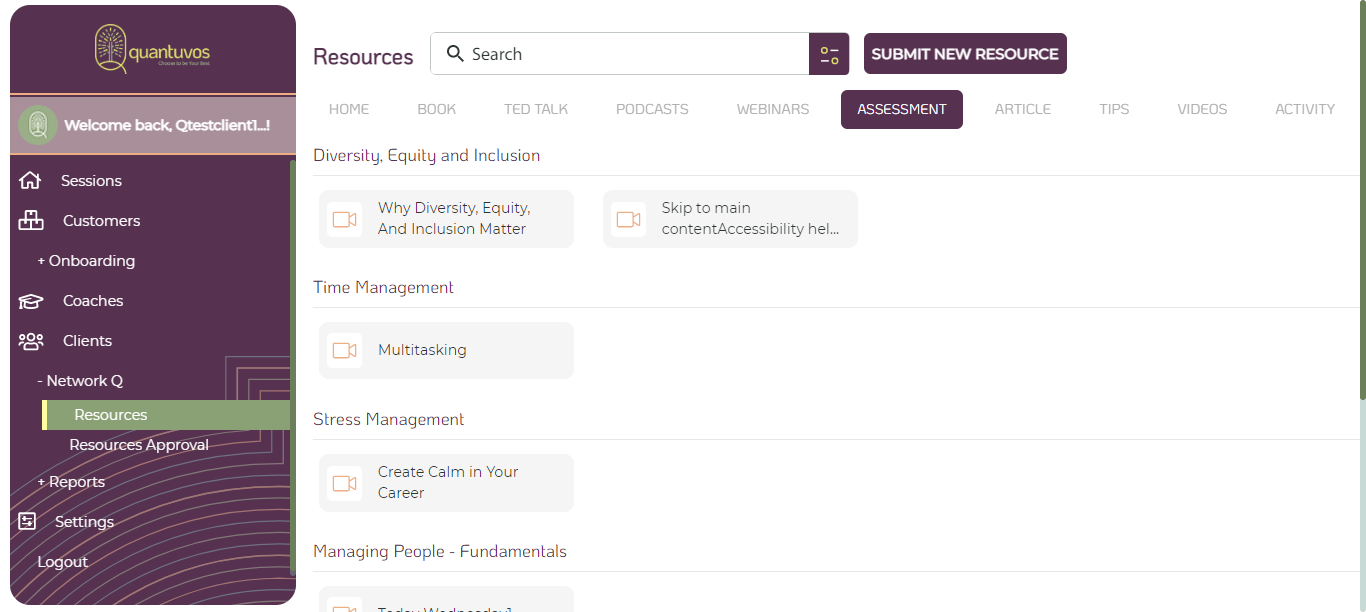 quantuvos
Choose to be Your Best
Welcome back, Qtestclient1...!
Sessions
Customers
+ Onboarding
Coaches
Clients
- Network Q
Resources
Resources Approval
+ Reports
Settings
Logout
Resources
Search
SUBMIT NEW RESOURCE
HOME
BOOK
TED TALK
PODCASTS
WEBINARS
ASSESSMENT
ARTICLE
TIPS
VIDEOS
ACTIVITY
Diversity, Equity and Inclusion
Why Diversity, Equity,
And Inclusion Matter
Skip to main
contentAccessibility hel...
Time Management
Multitasking
Stress Management
Create Calm in Your
Career
Managing People - Fundamentals
Today Wednesday1